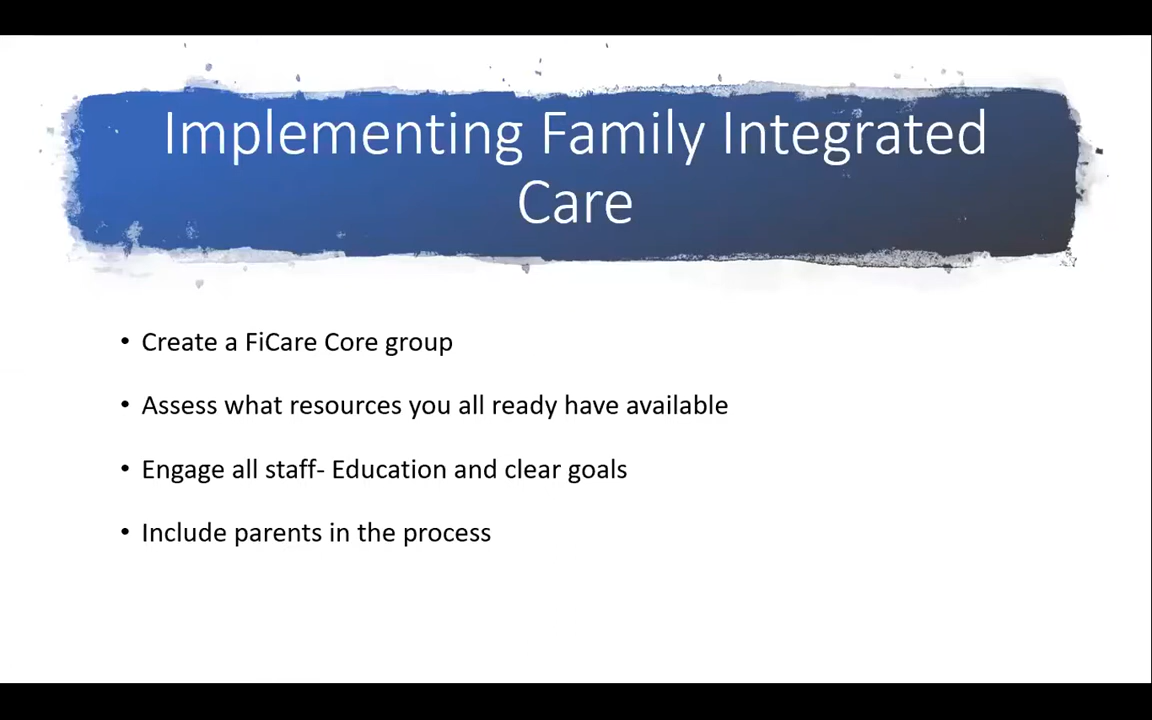 Implementing Family Integrated
Care
• Create a FiCare Core group
• Assess what resources you all ready have available
• Engage all staff- Education and clear goals
• Include parents in the process